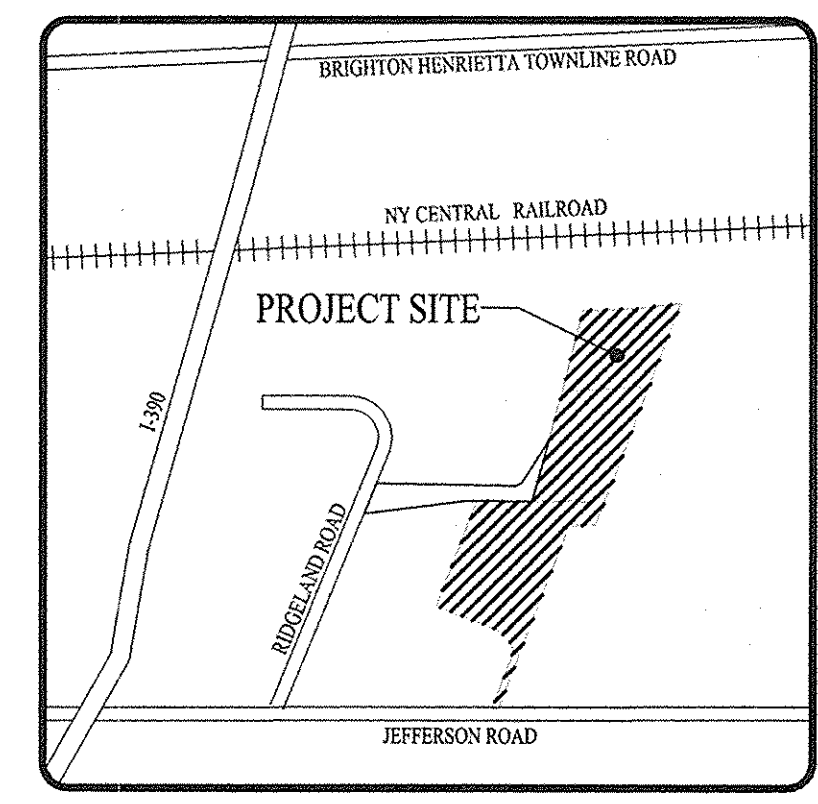 BRIGHTON HENRIETTA TOWNLINE ROAD
NY CENTRAL RAILROAD
PROJECT SITE
I-390
RIDGELAND ROAD
JEFFERSON ROAD